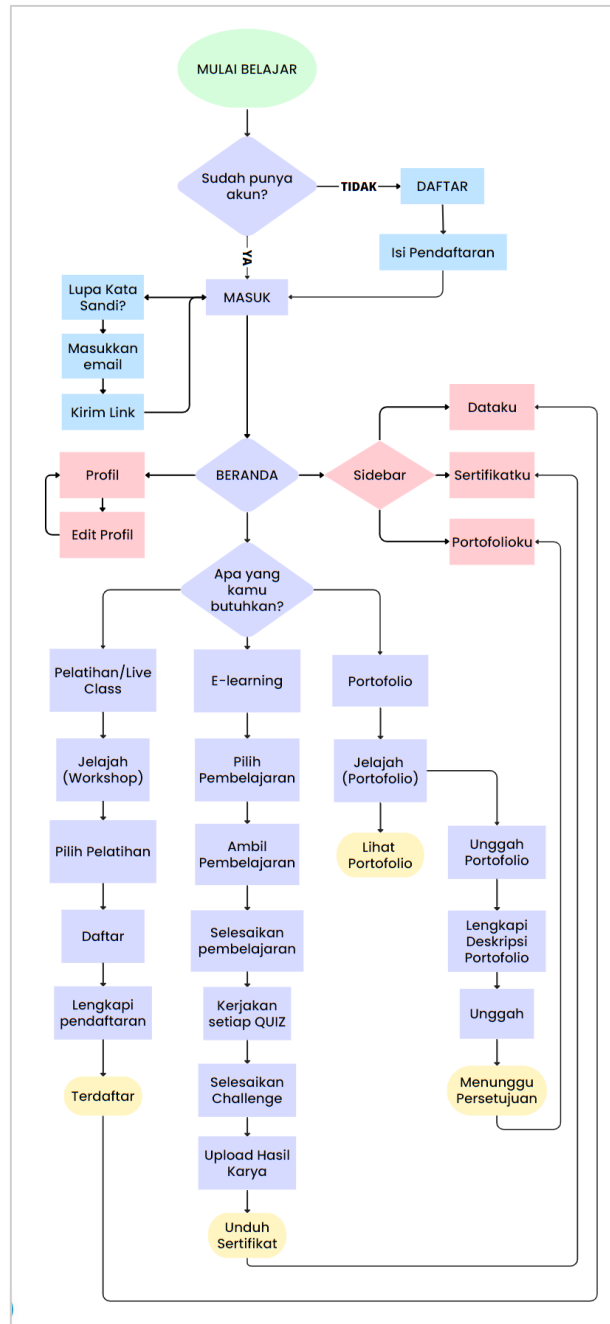 MULAI BELAJAR
Sudah punya
akun?
TIDAK
DAFTAR
Isi Pendaftaran
YA
Lupa Kata
Sandi?
MASUK
Masukkan
email
Kirim Link
Dataku
Profil
BERANDA
Sidebar
Sertifikatku
Edit Profil
Portofolioku
Apa yang
kamu
butuhkan?
Pelatihan/Live
Class
Jelajah
(Workshop)
Pilih Pelatihan
Daftar
Lengkapi
pendaftaran
Terdaftar
E-learning
Pilih
Pembelajaran
Ambil
Pembelajaran
Selesaikan
pembelajaran
Kerjakan
setiap QUIZ
Selesaikan
Challenge
Upload Hasil
Karya
Unduh
Sertifikat
Portofolio
Jelajah
(Portofolio)
Lihat
Portofolio
Unggah
Portofolio
Lengkapi
Deskripsi
Portofolio
Unggah
Menunggu
Persetujuan